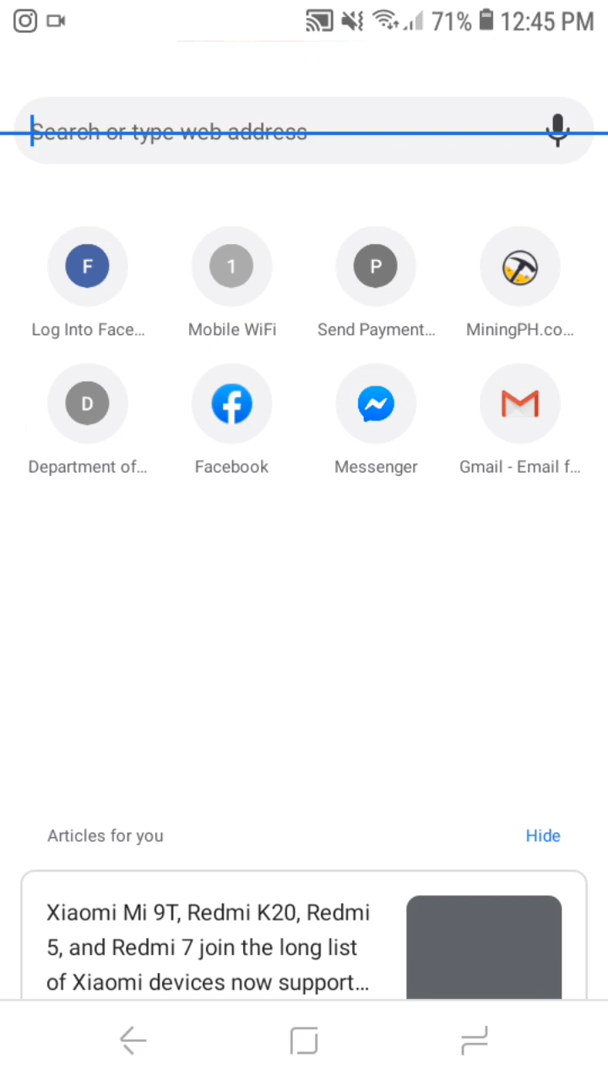 71% 12:45 PM
Search or type web address
F
1
P
Log Into Face...
Mobile WiFi
Send Payment...
MiningPH.co...
D
Department of...
Facebook
Messenger
Gmail - Email f...
Articles for you
Hide
Xiaomi Mi 9T, Redmi K20, Redmi
5, and Redmi 7 join the long list
of Xiaomi devices now support...